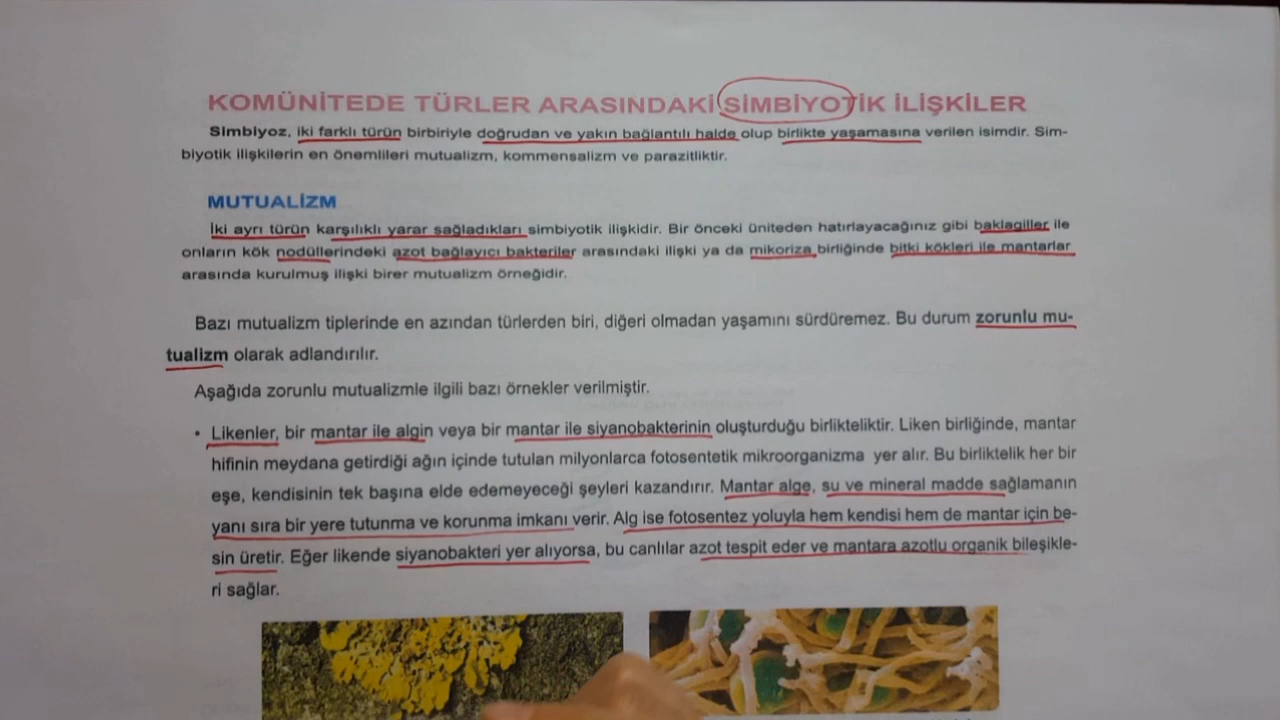 KOMÜNİTEDE TÜRLER ARASINDAKİ SİMBİYOTİK İLİŞKİLER
Simbiyoz, iki farklı türün birbiriyle doğrudan ve yakın bağlantılı halde olup birlikte yaşamasına verilen isimdir. Sim-
biyotik ilişkilerin en önemlileri mutualizm, kommensalizm ve parazitliktir.
MUTUALİZM
İki ayrı türün karşılıklı yarar sağladıkları simbiyotik ilişkidir. Bir önceki üniteden hatırlayacağınız gibi baklagiller ile
onların kök nodüllerindeki azot bağlayıcı bakteriler arasındaki ilişki ya da mikoriza birliğinde bitki kökleri ile mantarlar
arasında kurulmuş ilişki birer mutualizm örneğidir.
Bazı mutualizm tiplerinde en azından türlerden biri, diğeri olmadan yaşamını sürdüremez. Bu durum zorunlu mu-
tualizm olarak adlandırılır.
Aşağıda zorunlu mutualizmle ilgili bazı örnekler verilmiştir.
• Likenler, bir mantar ile algin veya bir mantar ile siyanobakterinin oluşturduğu birlikteliktir. Liken birliğinde, mantar
hifinin meydana getirdiği ağın içinde tutulan milyonlarca fotosentetik mikroorganizma yer alır. Bu birliktelik her bir
eşe, kendisinin tek başına elde edemeyeceği şeyleri kazandırır. Mantar alge, su ve mineral madde sağlamanın
yanı sıra bir yere tutunma ve korunma imkanı verir. Alg ise fotosentez yoluyla hem kendisi hem de mantar için be-
sin üretir. Eğer likende siyanobakteri yer alıyorsa, bu canlılar azot tespit eder ve mantara azotlu organik bileşikle-
ri sağlar.